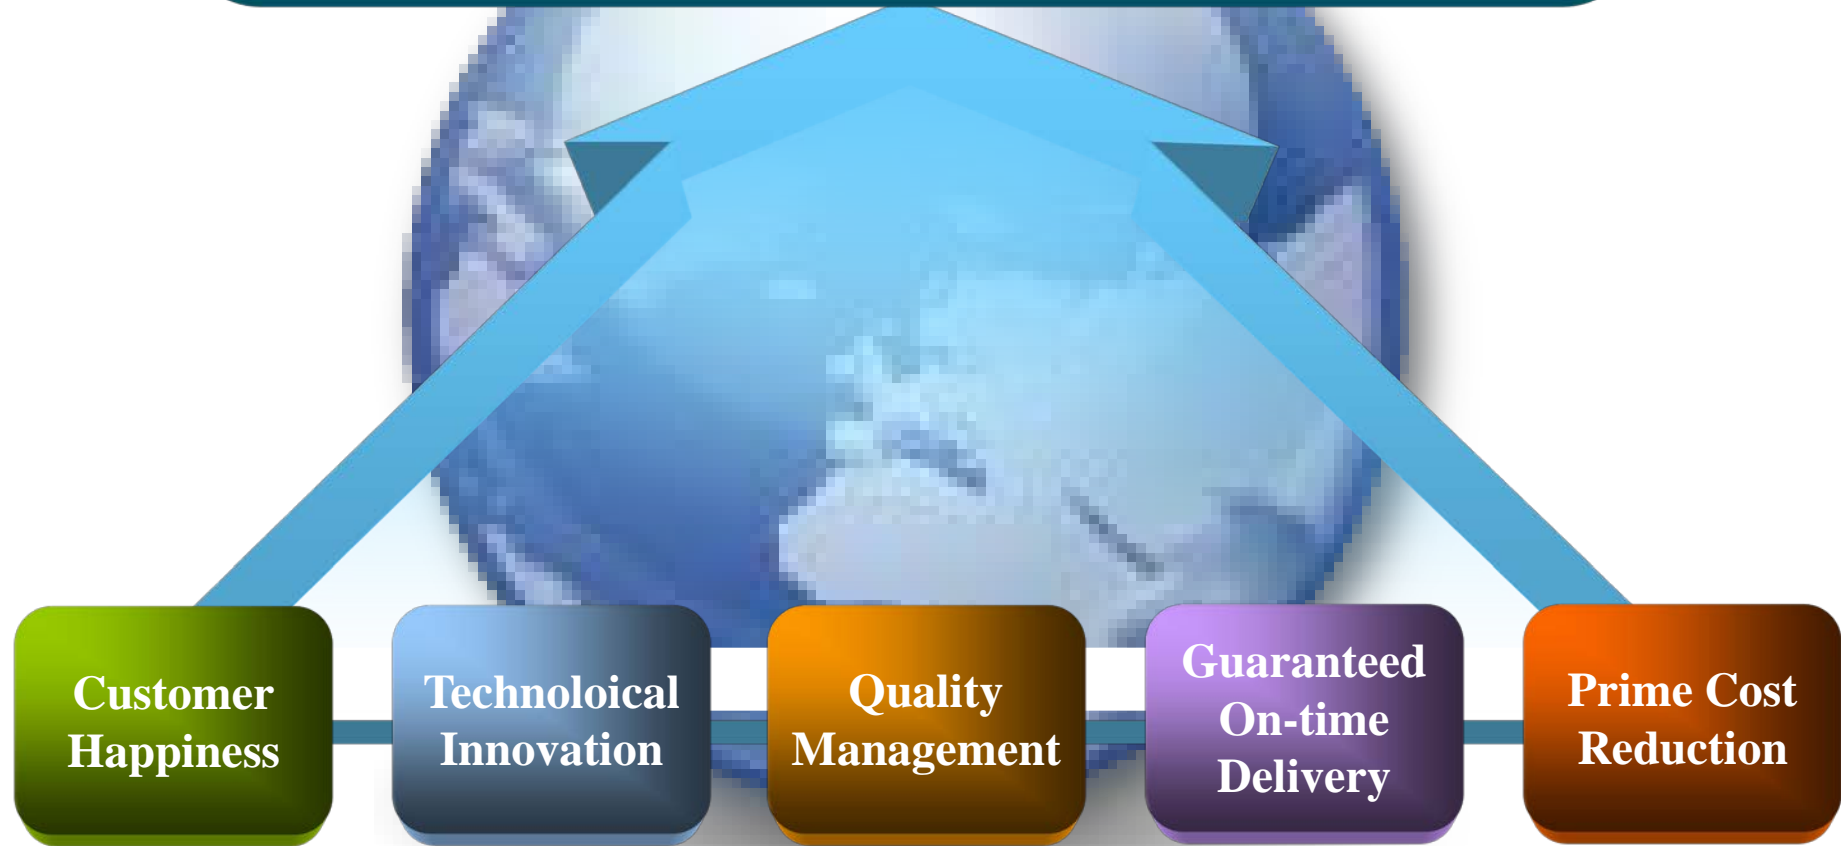 Customer
Happiness
Technoloical
Innovation
Quality
Management
Guaranteed
On-time
Delivery
Prime Cost
Reduction